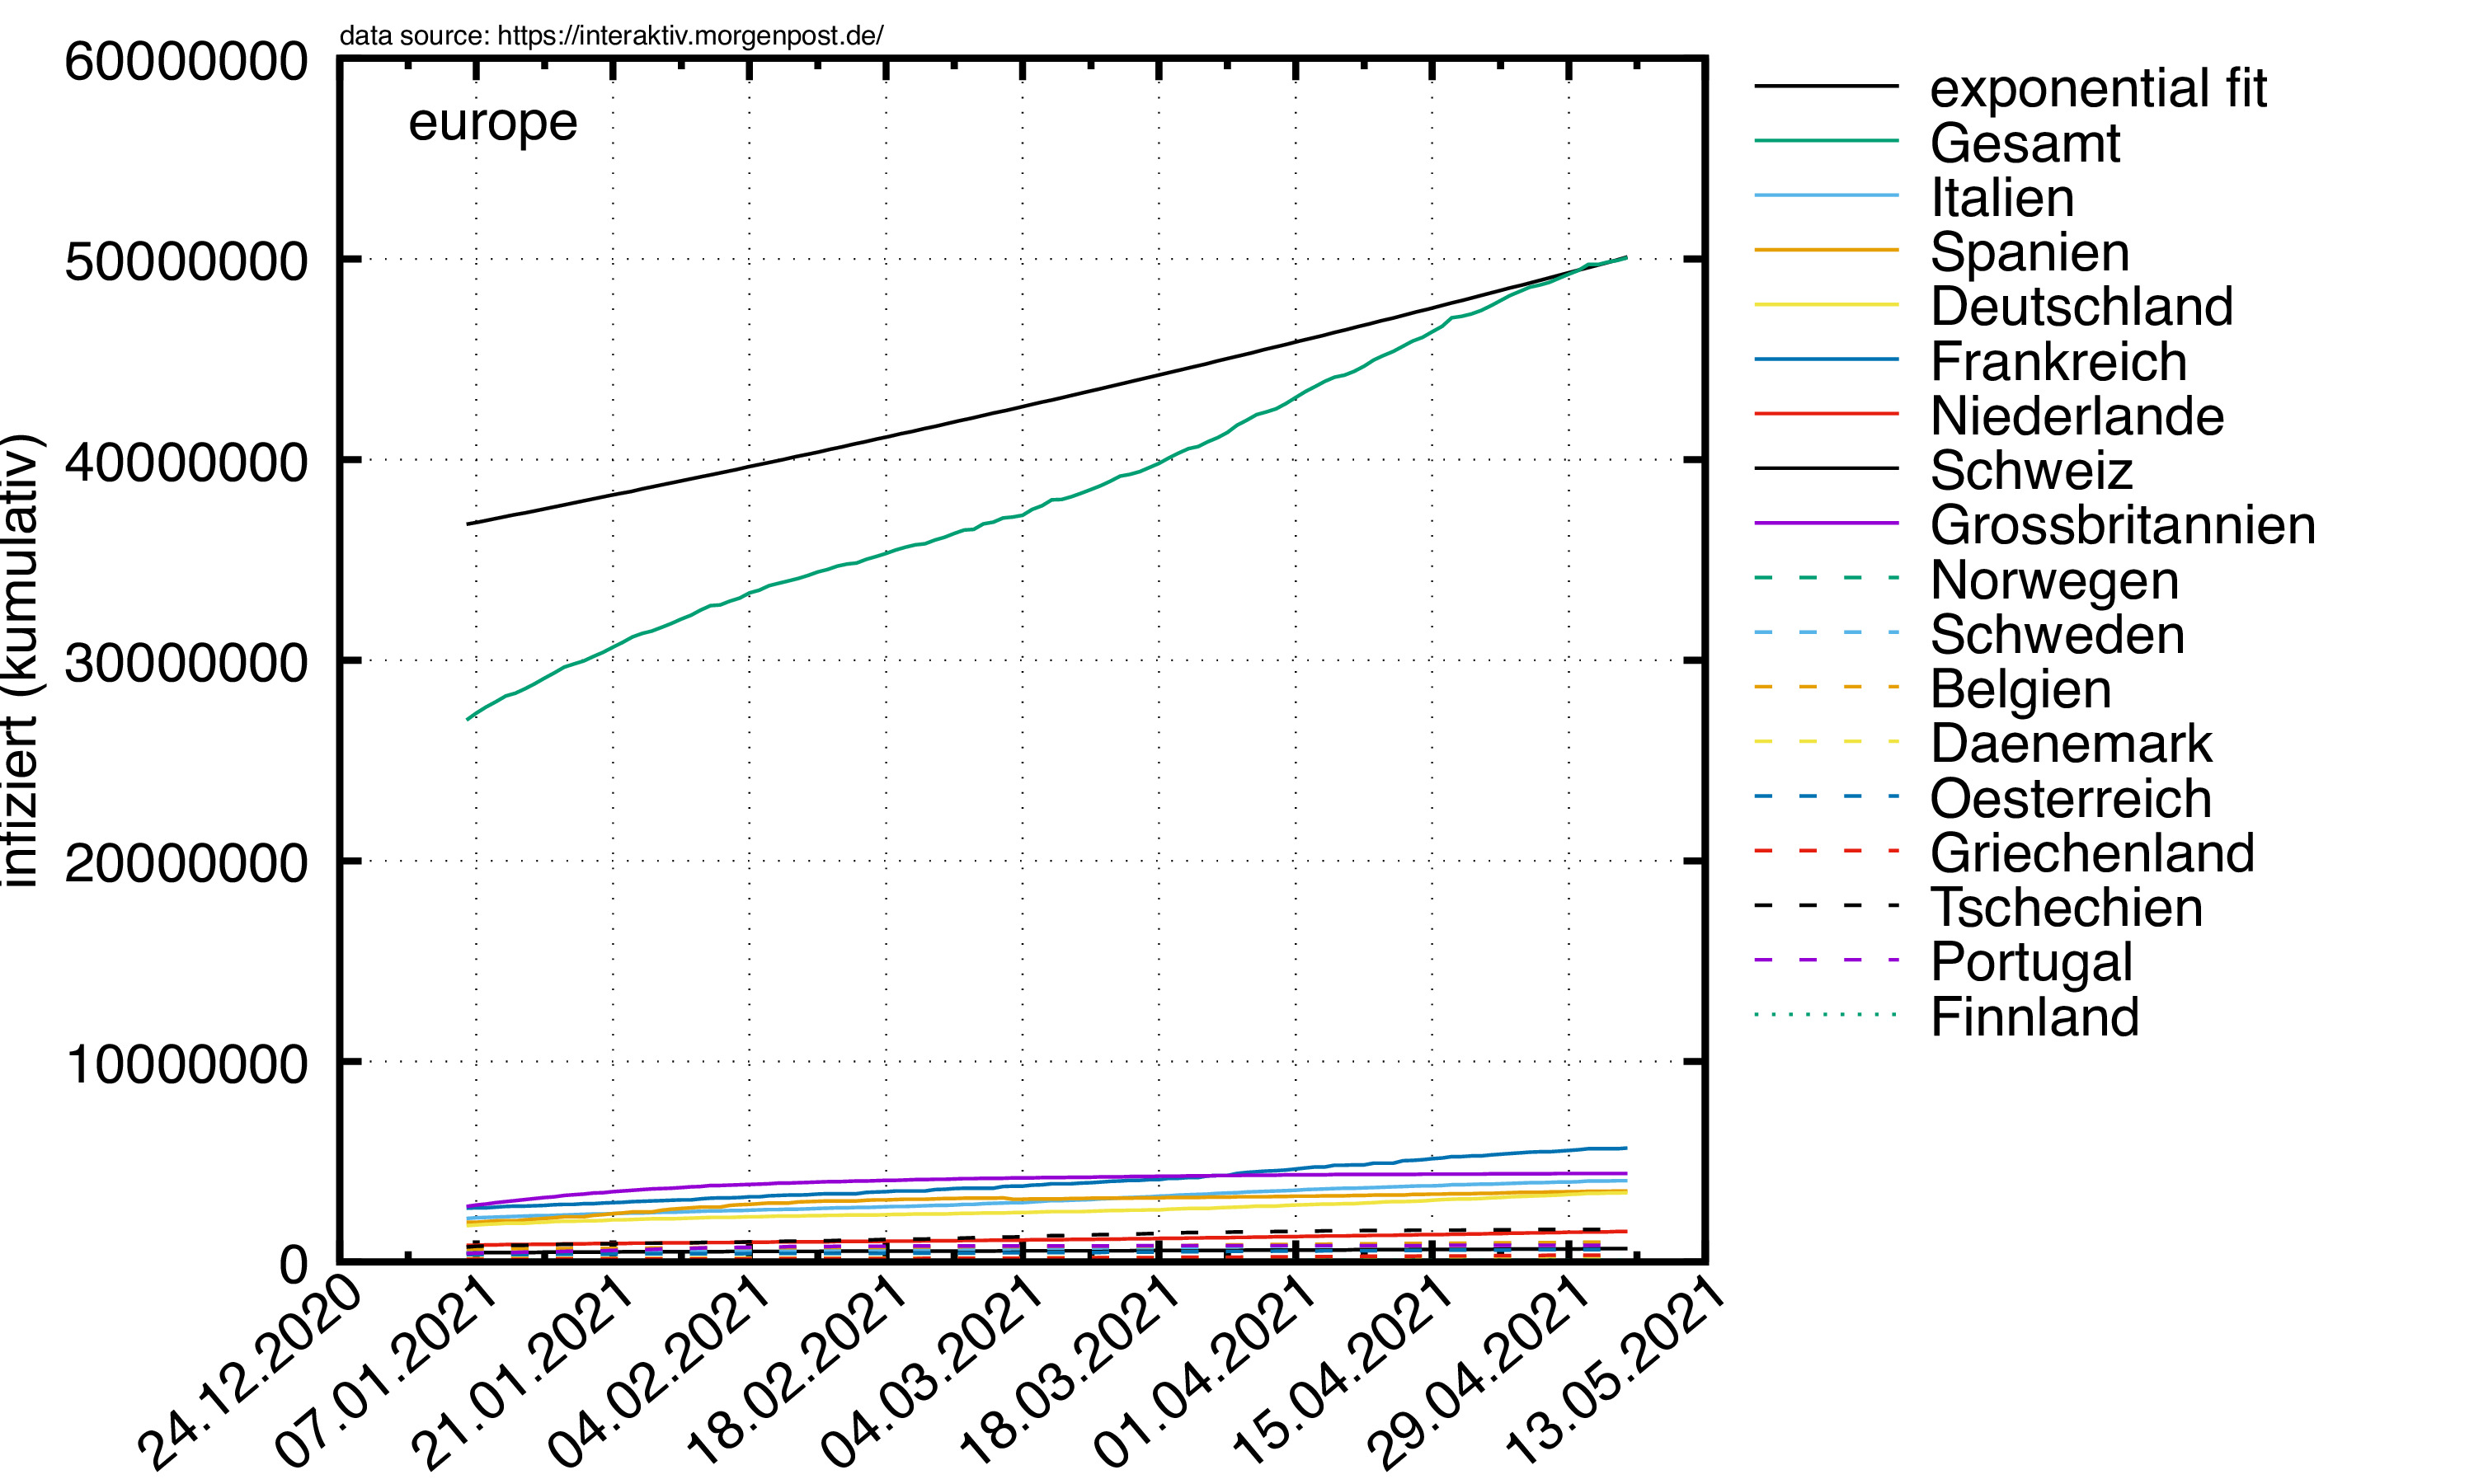 data source: https://interaktiv.morgenpost.de/
europe
infiziert (kumulativ)
60000000
50000000
40000000
30000000
20000000
10000000
0
24.12.2020
07.01.2021
21.01.2021
04.02.2021
18.02.2021
04.03.2021
18.03.2021
01.04.2021
15.04.2021
29.04.2021
13.05.2021
exponential fit
Gesamt
Italien
Spanien
Deutschland
Frankreich
Niederlande
Schweiz
Grossbritannien
Norwegen
Schweden
Belgien
Daenemark
Oesterreich
Griechenland
Tschechien
Portugal
Finnland